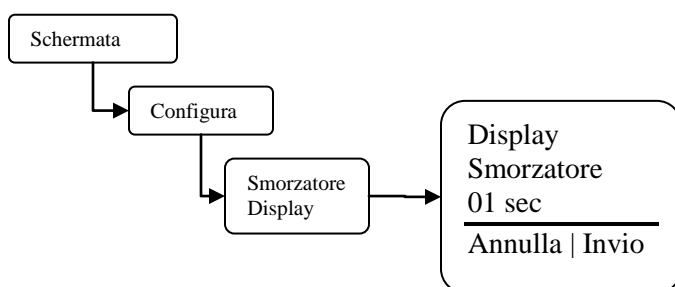 Schermata
Configura
Smorzatore
Display
Display
Smorzatore
01 sec
Annulla | Invio